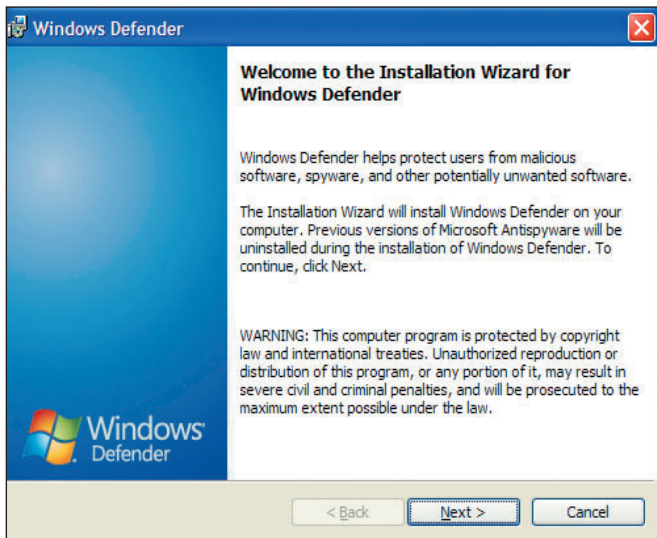 Windows Defender
Welcome to the Installation Wizard for
Windows Defender
Windows Defender helps protect users from malicious
software, spyware, and other potentially unwanted software.
The Installation Wizard will install Windows Defender on your
computer. Previous versions of Microsoft Antispyware will be
uninstalled during the installation of Windows Defender. To
continue, click Next.
WARNING: This computer program is protected by copyright
law and international treaties. Unauthorized reproduction or
distribution of this program, or any portion of it, may result in
severe civil and criminal penalties, and will be prosecuted to the
maximum extent possible under the law.
Windows
Defender
< Back
Next >
Cancel